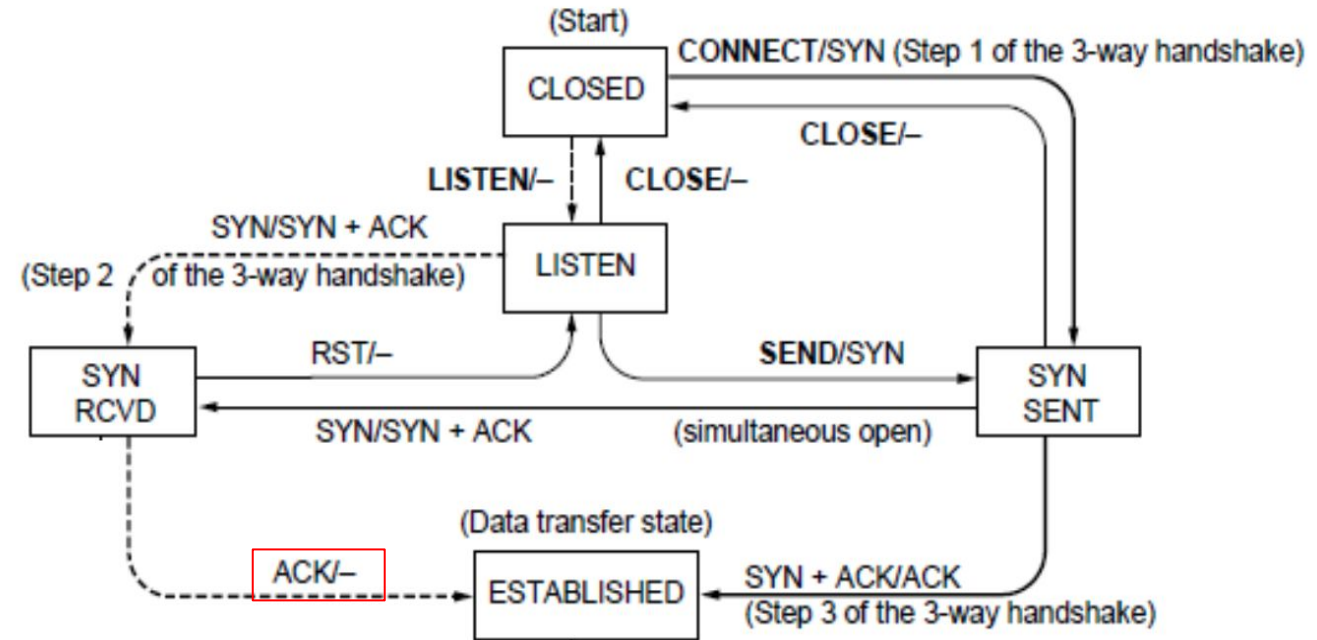 (Start)
CONNECT/SYN (Step 1 of the 3-way handshake)
CLOSED
CLOSE/–
LISTEN/–
CLOSE/–
SYN/SYN + ACK
LISTEN
(Step 2 of the 3-way handshake)
RST/–
SEND/SYN
SYN
RCVD
SYN
SENT
SYN/SYN + ACK
(simultaneous open)
(Data transfer state)
ACK/–
ESTABLISHED
SYN + ACK/ACK
(Step 3 of the 3-way handshake)